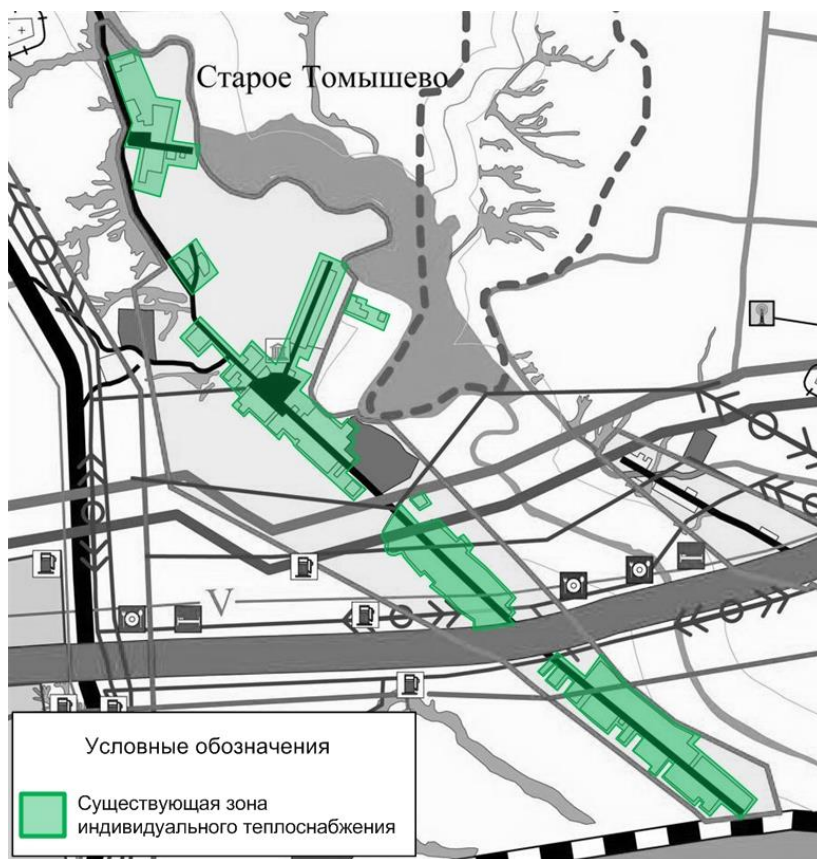 Старое Томышево
V
Условные обозначения
Существующая зона
индивидуального теплоснабжения